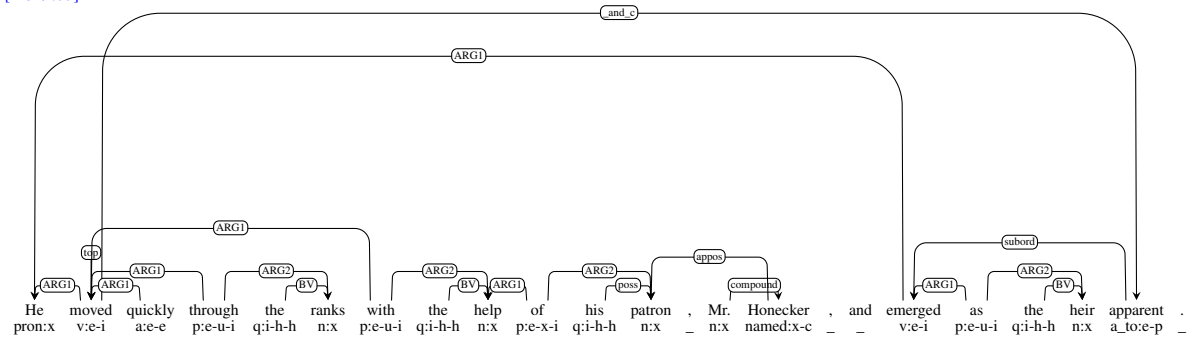 _and_c
ARG1
ARG1
top
appos
subord
ARG1 ARG1 ARG1 ARG2 BV ARG2 BV ARG1 ARG2 poss compound ARG1 ARG2 BV
He moved quickly through the ranks with the help of his patron , Mr. Honecker , and emerged as the heir apparent .
pron:x v:e-i a:e-e p:e-u-i q:i-h-h n:x p:e-u-i q:i-h-h n:x p:e-x-i q:i-h-h n:x _ n:x named:x-c _ _ v:e-i p:e-u-i q:i-h-h n:x a_to:e-p _